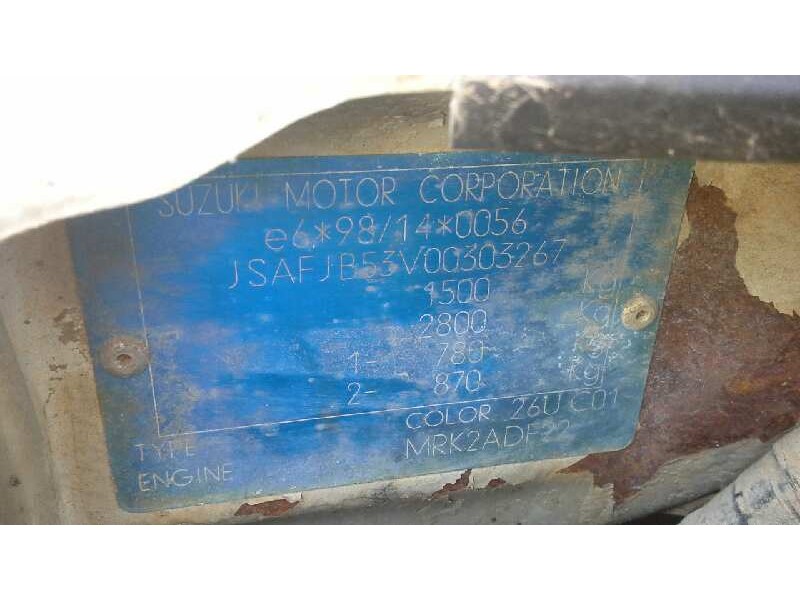 SUZUKI MOTOR CORPORATION
e6*98/14*0056
JSAFJB53V00303267
1500 kg
2800 kg
1- 780 kg
2- 870 kg
COLOR 26U C01
TYPE MRK2ADF22
ENGINE